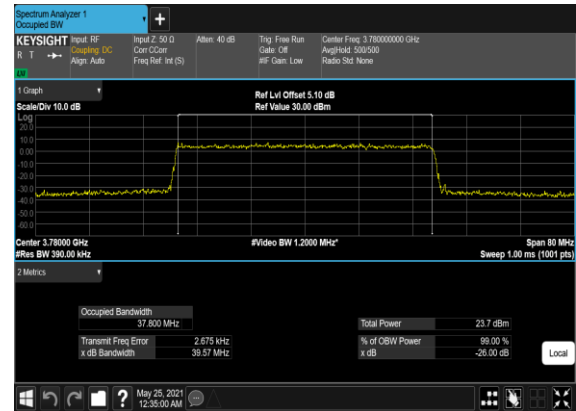 Spectrum Analyzer 1
Occupied BW
+
KEYSIGHT
R T
Input: RF
Coupling: DC
Align: Auto
Input Z: 50 Ω
Corr CCorr
Freq Ref: Int (S)
Atten: 40 dB
Trig: Free Run
Gate: Off
#IF Gain: Low
Center Freq: 3.780000000 GHz
Avg|Hold: 500/500
Radio Std: None
1 Graph
Scale/Div 10.0 dB
Ref Lvl Offset 5.10 dB
Ref Value 30.00 dBm
Log
20.0
10.0
0.00
-10.0
-20.0
-30.0
-40.0
-50.0
-60.0
Center 3.78000 GHz
#Res BW 390.00 kHz
#Video BW 1.2000 MHz*
Span 80 MHz
Sweep 1.00 ms (1001 pts)
2 Metrics
Occupied Bandwidth
37.800 MHz
Total Power 23.7 dBm
Transmit Freq Error 2.675 kHz
% of OBW Power 99.00 %
x dB Bandwidth 39.57 MHz
x dB -26.00 dB
Local
?
May 25, 2021
12:35:00 AM